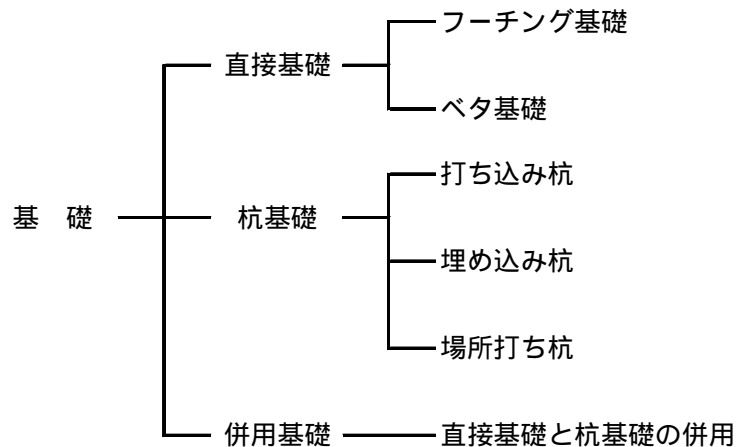 フーチング基礎
直接基礎
ベタ基礎
打ち込み杭
基　礎
杭基礎
埋め込み杭
場所打ち杭
併用基礎
直接基礎と杭基礎の併用